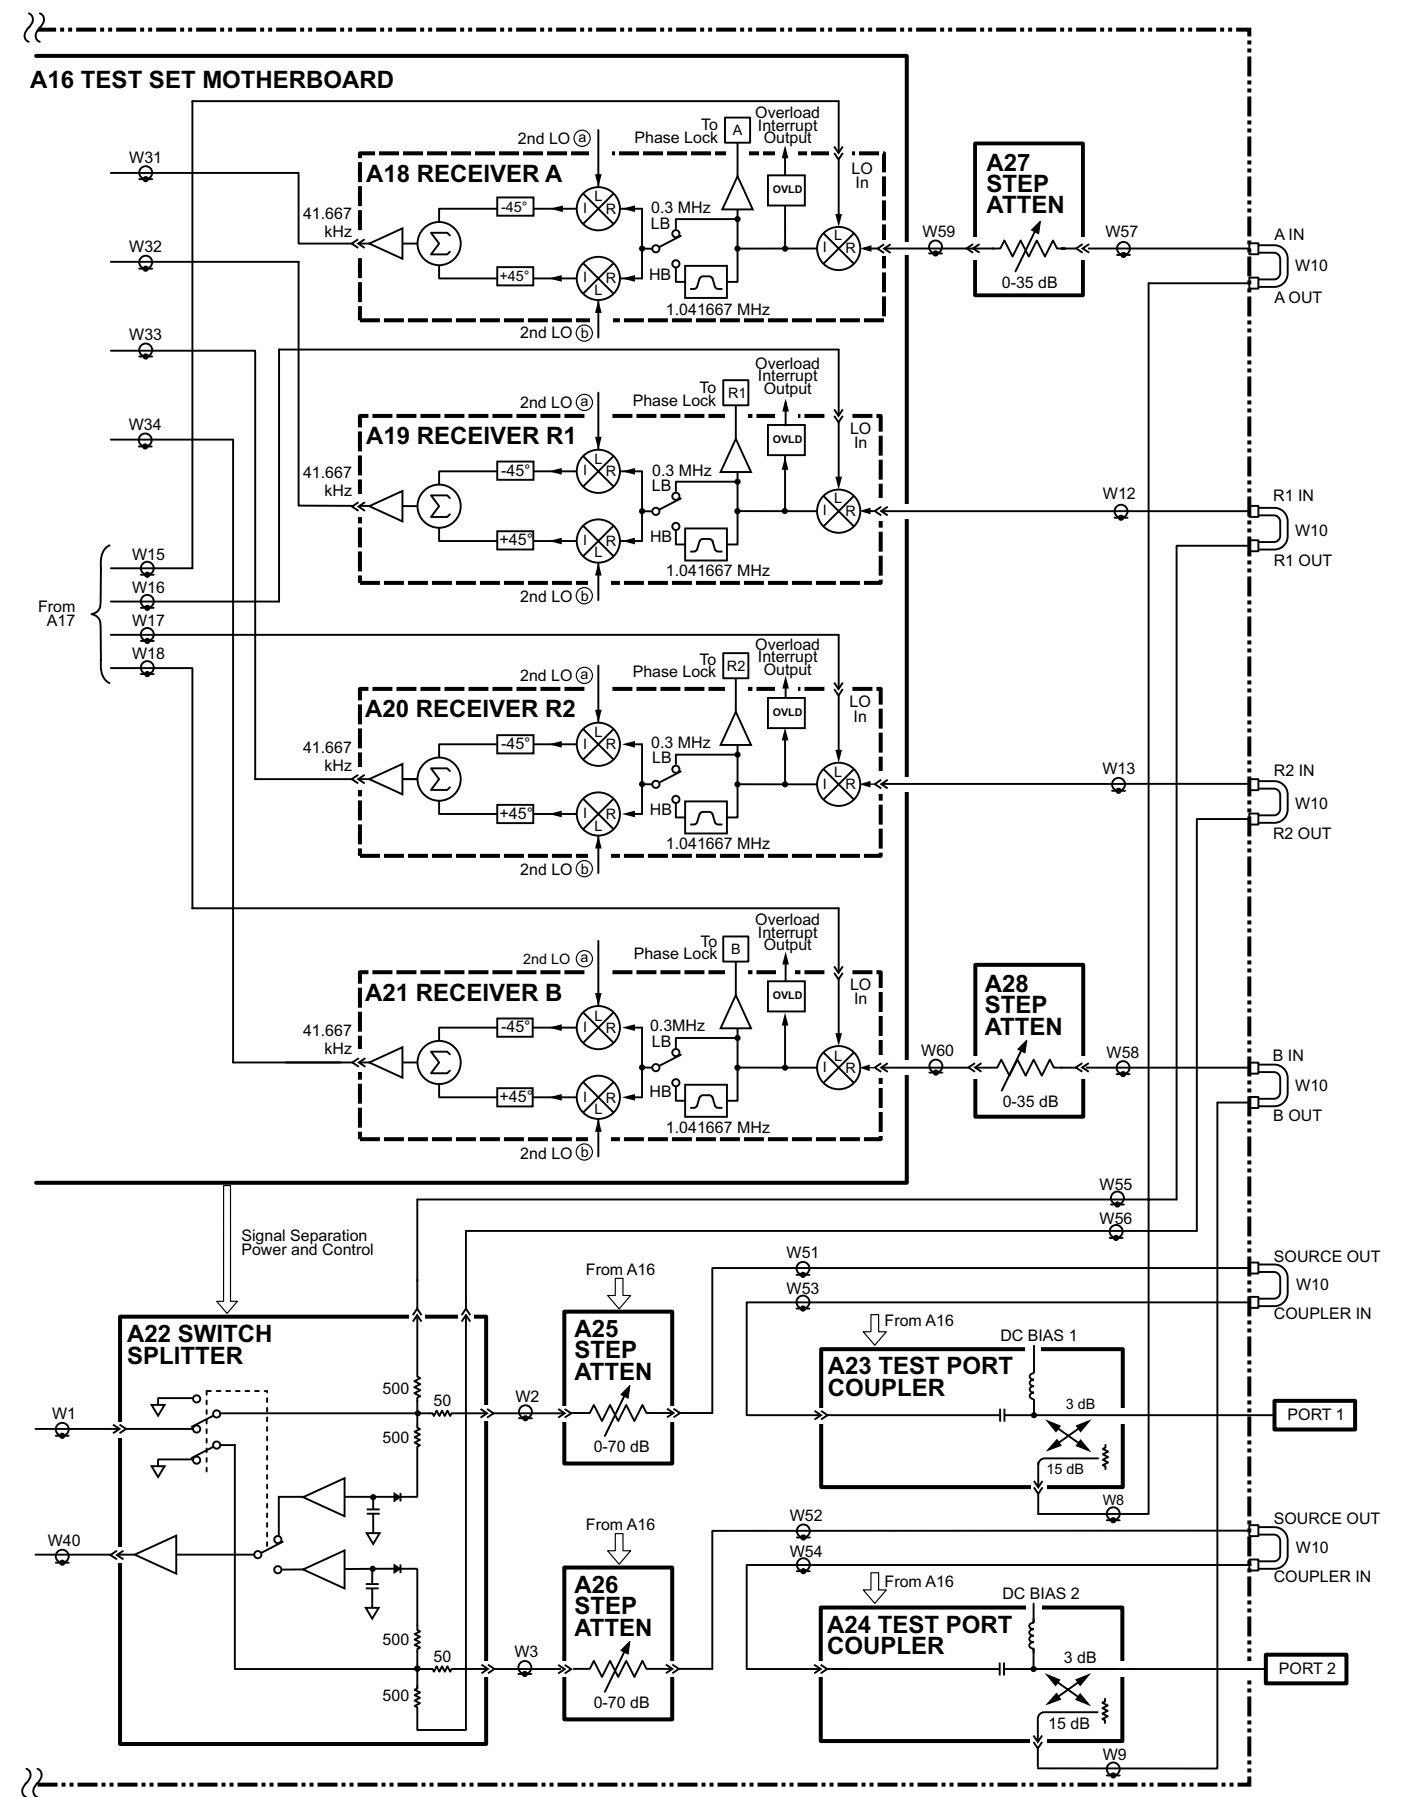 A16 TEST SET MOTHERBOARD
W31
W32
W33
W34
From
A17
W15
W16
W17
W18
2nd LO ⓐ
To
Phase Lock
A
Overload
Interrupt
Output
A18 RECEIVER A
41.667
kHz
Σ
-45°
+45°
L
I R
I R
L
0.3 MHz
LB
HB
OVLD
1.041667 MHz
L
I R
LO
In
2nd LO ⓑ
W59
A27
STEP
ATTEN
0-35 dB
W57
A IN
W10
A OUT
2nd LO ⓐ
To
Phase Lock
R1
Overload
Interrupt
Output
A19 RECEIVER R1
41.667
kHz
Σ
-45°
+45°
L
I R
I R
L
0.3 MHz
LB
HB
OVLD
1.041667 MHz
L
I R
LO
In
2nd LO ⓑ
W12
R1 IN
W10
R1 OUT
2nd LO ⓐ
To
Phase Lock
R2
Overload
Interrupt
Output
A20 RECEIVER R2
41.667
kHz
Σ
-45°
+45°
L
I R
I R
L
0.3 MHz
LB
HB
OVLD
1.041667 MHz
L
I R
LO
In
2nd LO ⓑ
W13
R2 IN
W10
R2 OUT
2nd LO ⓐ
To
Phase Lock
B
Overload
Interrupt
Output
A21 RECEIVER B
41.667
kHz
Σ
-45°
+45°
L
I R
I R
L
0.3MHz
LB
HB
OVLD
1.041667 MHz
L
I R
LO
In
2nd LO ⓑ
W60
A28
STEP
ATTEN
0-35 dB
W58
B IN
W10
B OUT
W55
W56
Signal Separation
Power and Control
A22 SWITCH
SPLITTER
W1
W40
500
50
500
500
50
500
W2
W3
From A16
A25
STEP
ATTEN
0-70 dB
W51
W53
SOURCE OUT
W10
COUPLER IN
From A16
DC BIAS 1
A23 TEST PORT
COUPLER
3 dB
15 dB
PORT 1
W8
From A16
A26
STEP
ATTEN
0-70 dB
W52
W54
SOURCE OUT
W10
COUPLER IN
From A16
DC BIAS 2
A24 TEST PORT
COUPLER
3 dB
15 dB
PORT 2
W9